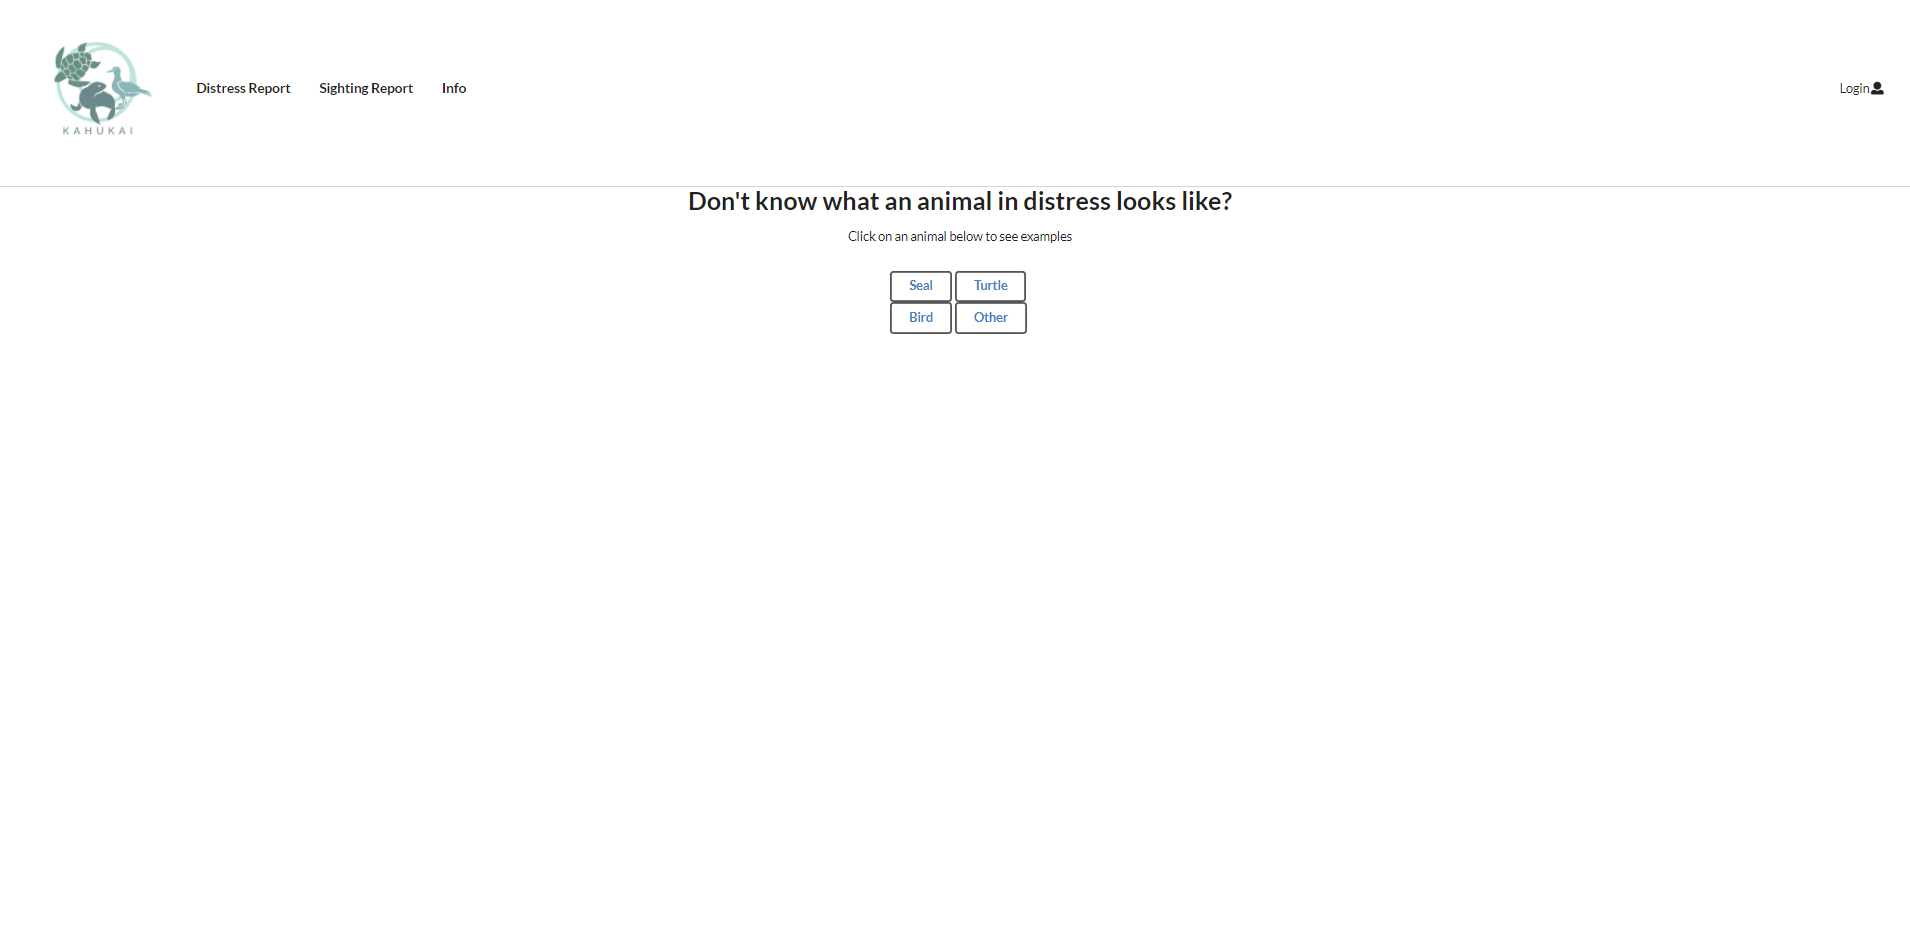 KAHUKAI
Distress Report Sighting Report Info Login
Don't know what an animal in distress looks like?
Click on an animal below to see examples
Seal Turtle
Bird Other